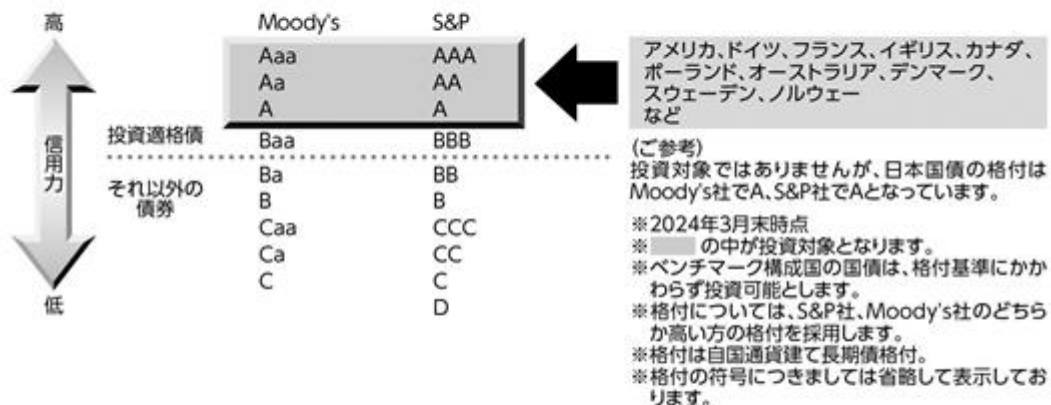 高
信用力
低
投資適格債
それ以外の
債券
Moody's S&P
Aaa AAA
Aa AA
A A
Baa BBB
Ba BB
B B
Caa CCC
Ca CC
C C
D
アメリカ、ドイツ、フランス、イギリス、カナダ、
ポーランド、オーストラリア、デンマーク、
スウェーデン、ノルウェー
など
(ご参考)
投資対象ではありませんが、日本国債の格付は
Moody's社でA、S&P社でAとなっています。
※2024年3月末時点
※ の中が投資対象となります。
※ベンチマーク構成国の国債は、格付基準にかか
わらず投資可能とします。
※格付については、S&P社、Moody's社のどちら
か高い方の格付を採用します。
※格付は自国通貨建て長期債格付。
※格付の符号につきましては省略して表示してお
ります。